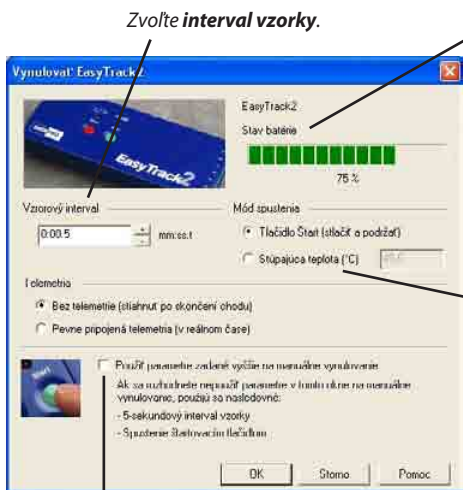 Zvoľte interval vzorky.
Vynulovať EasyTrack2
EasyTrack2
Stav batérie
75 %
EasyTrack2
Vzorový interval
0:00.5
mm:ss.t
Mód spustenia
Tlačidlo Štart (stlačiť a podržať)
Stúpajúca teplota (°C)
Telemetria
Bez telemetrie (stiahnuť po skončení chodu)
Pevne pripojená telemetria (v reálnom čase)
Start
Použiť parametre zadané vyššie na manuálne vynulovanie
Ak sa rozhodnete nepoužiť parametre v tomto okne na manuálne
vynulovanie, použijú sa nasledovné:
- 5-sekundový interval vzorky
- Spustenie štartovacím tlačidlom
OK
Storno
Pomoc